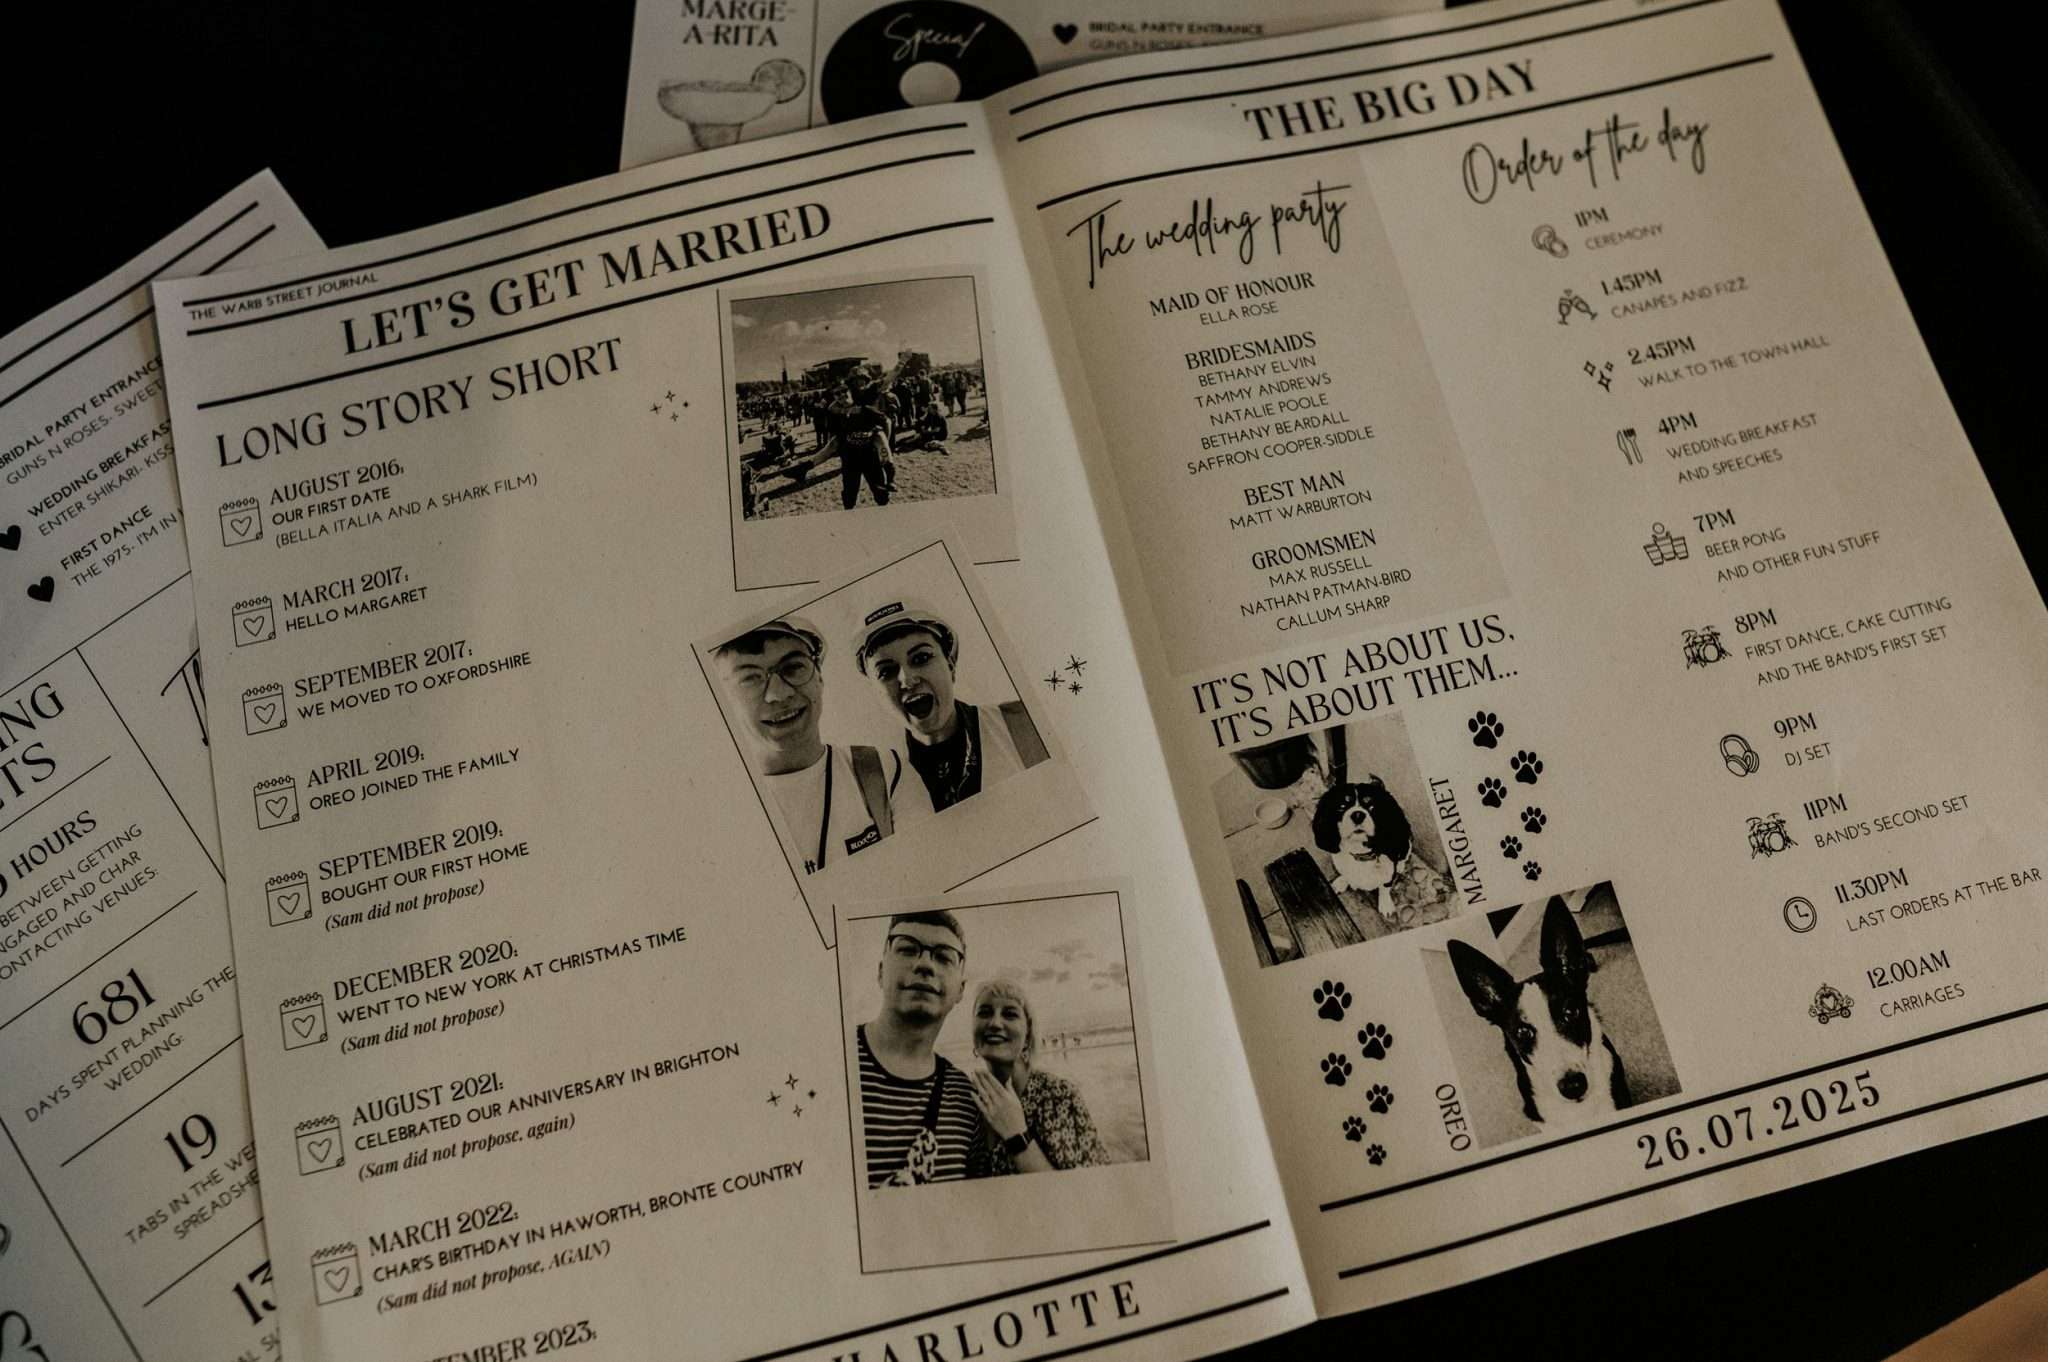 MARGE-
A-RITA
Special
BRIDAL PARTY ENTRANCE
GUNS N ROSES-
BRIDAL PARTY ENTRANCE
GUNS N ROSES- SWEET
WEDDING BREAKFAST
ENTER SHIKARI- KISS
FIRST DANCE
THE 1975- I'M IN
HOURS
BETWEEN GETTING
ENGAGED AND CHAR
CONTACTING VENUES:
681
DAYS SPENT PLANNING THE
WEDDING:
19
TABS IN THE
THE WARB STREET JOURNAL
LET'S GET MARRIED
LONG STORY SHORT
AUGUST 2016:
OUR FIRST DATE
(BELLA ITALIA AND A SHARK FILM)
MARCH 2017:
HELLO MARGARET
SEPTEMBER 2017:
WE MOVED TO OXFORDSHIRE
APRIL 2019:
OREO JOINED THE FAMILY
SEPTEMBER 2019:
BOUGHT OUR FIRST HOME
(Sam did not propose)
DECEMBER 2020:
WENT TO NEW YORK AT CHRISTMAS TIME
(Sam did not propose)
AUGUST 2021:
CELEBRATED OUR ANNIVERSARY IN BRIGHTON
(Sam did not propose, again)
MARCH 2022:
CHAR'S BIRTHDAY IN HAWORTH, BRONTE COUNTRY
(Sam did not propose, AGAIN)
TEMBER 2023:
HARLOTTE
THE BIG DAY
The wedding party
MAID OF HONOUR
ELLA ROSE
BRIDESMAIDS
BETHANY ELVIN
TAMMY ANDREWS
NATALIE POOLE
BETHANY BEARDALL
SAFFRON COOPER-SIDDLE
BEST MAN
MATT WARBURTON
GROOMSMEN
MAX RUSSELL
NATHAN PATMAN-BIRD
CALLUM SHARP
IT'S NOT ABOUT US,
IT'S ABOUT THEM...
MARGARET
OREO
Order of the day
1PM
CEREMONY
1.45PM
CANAPÉS AND FIZZ
2.45PM
WALK TO THE TOWN HALL
4PM
WEDDING BREAKFAST
AND SPEECHES
7PM
BEER PONG
AND OTHER FUN STUFF
8PM
FIRST DANCE, CAKE CUTTING
AND THE BAND'S FIRST SET
9PM
DJ SET
11PM
BAND'S SECOND SET
11.30PM
LAST ORDERS AT THE BAR
12.00AM
CARRIAGES
26.07.2025